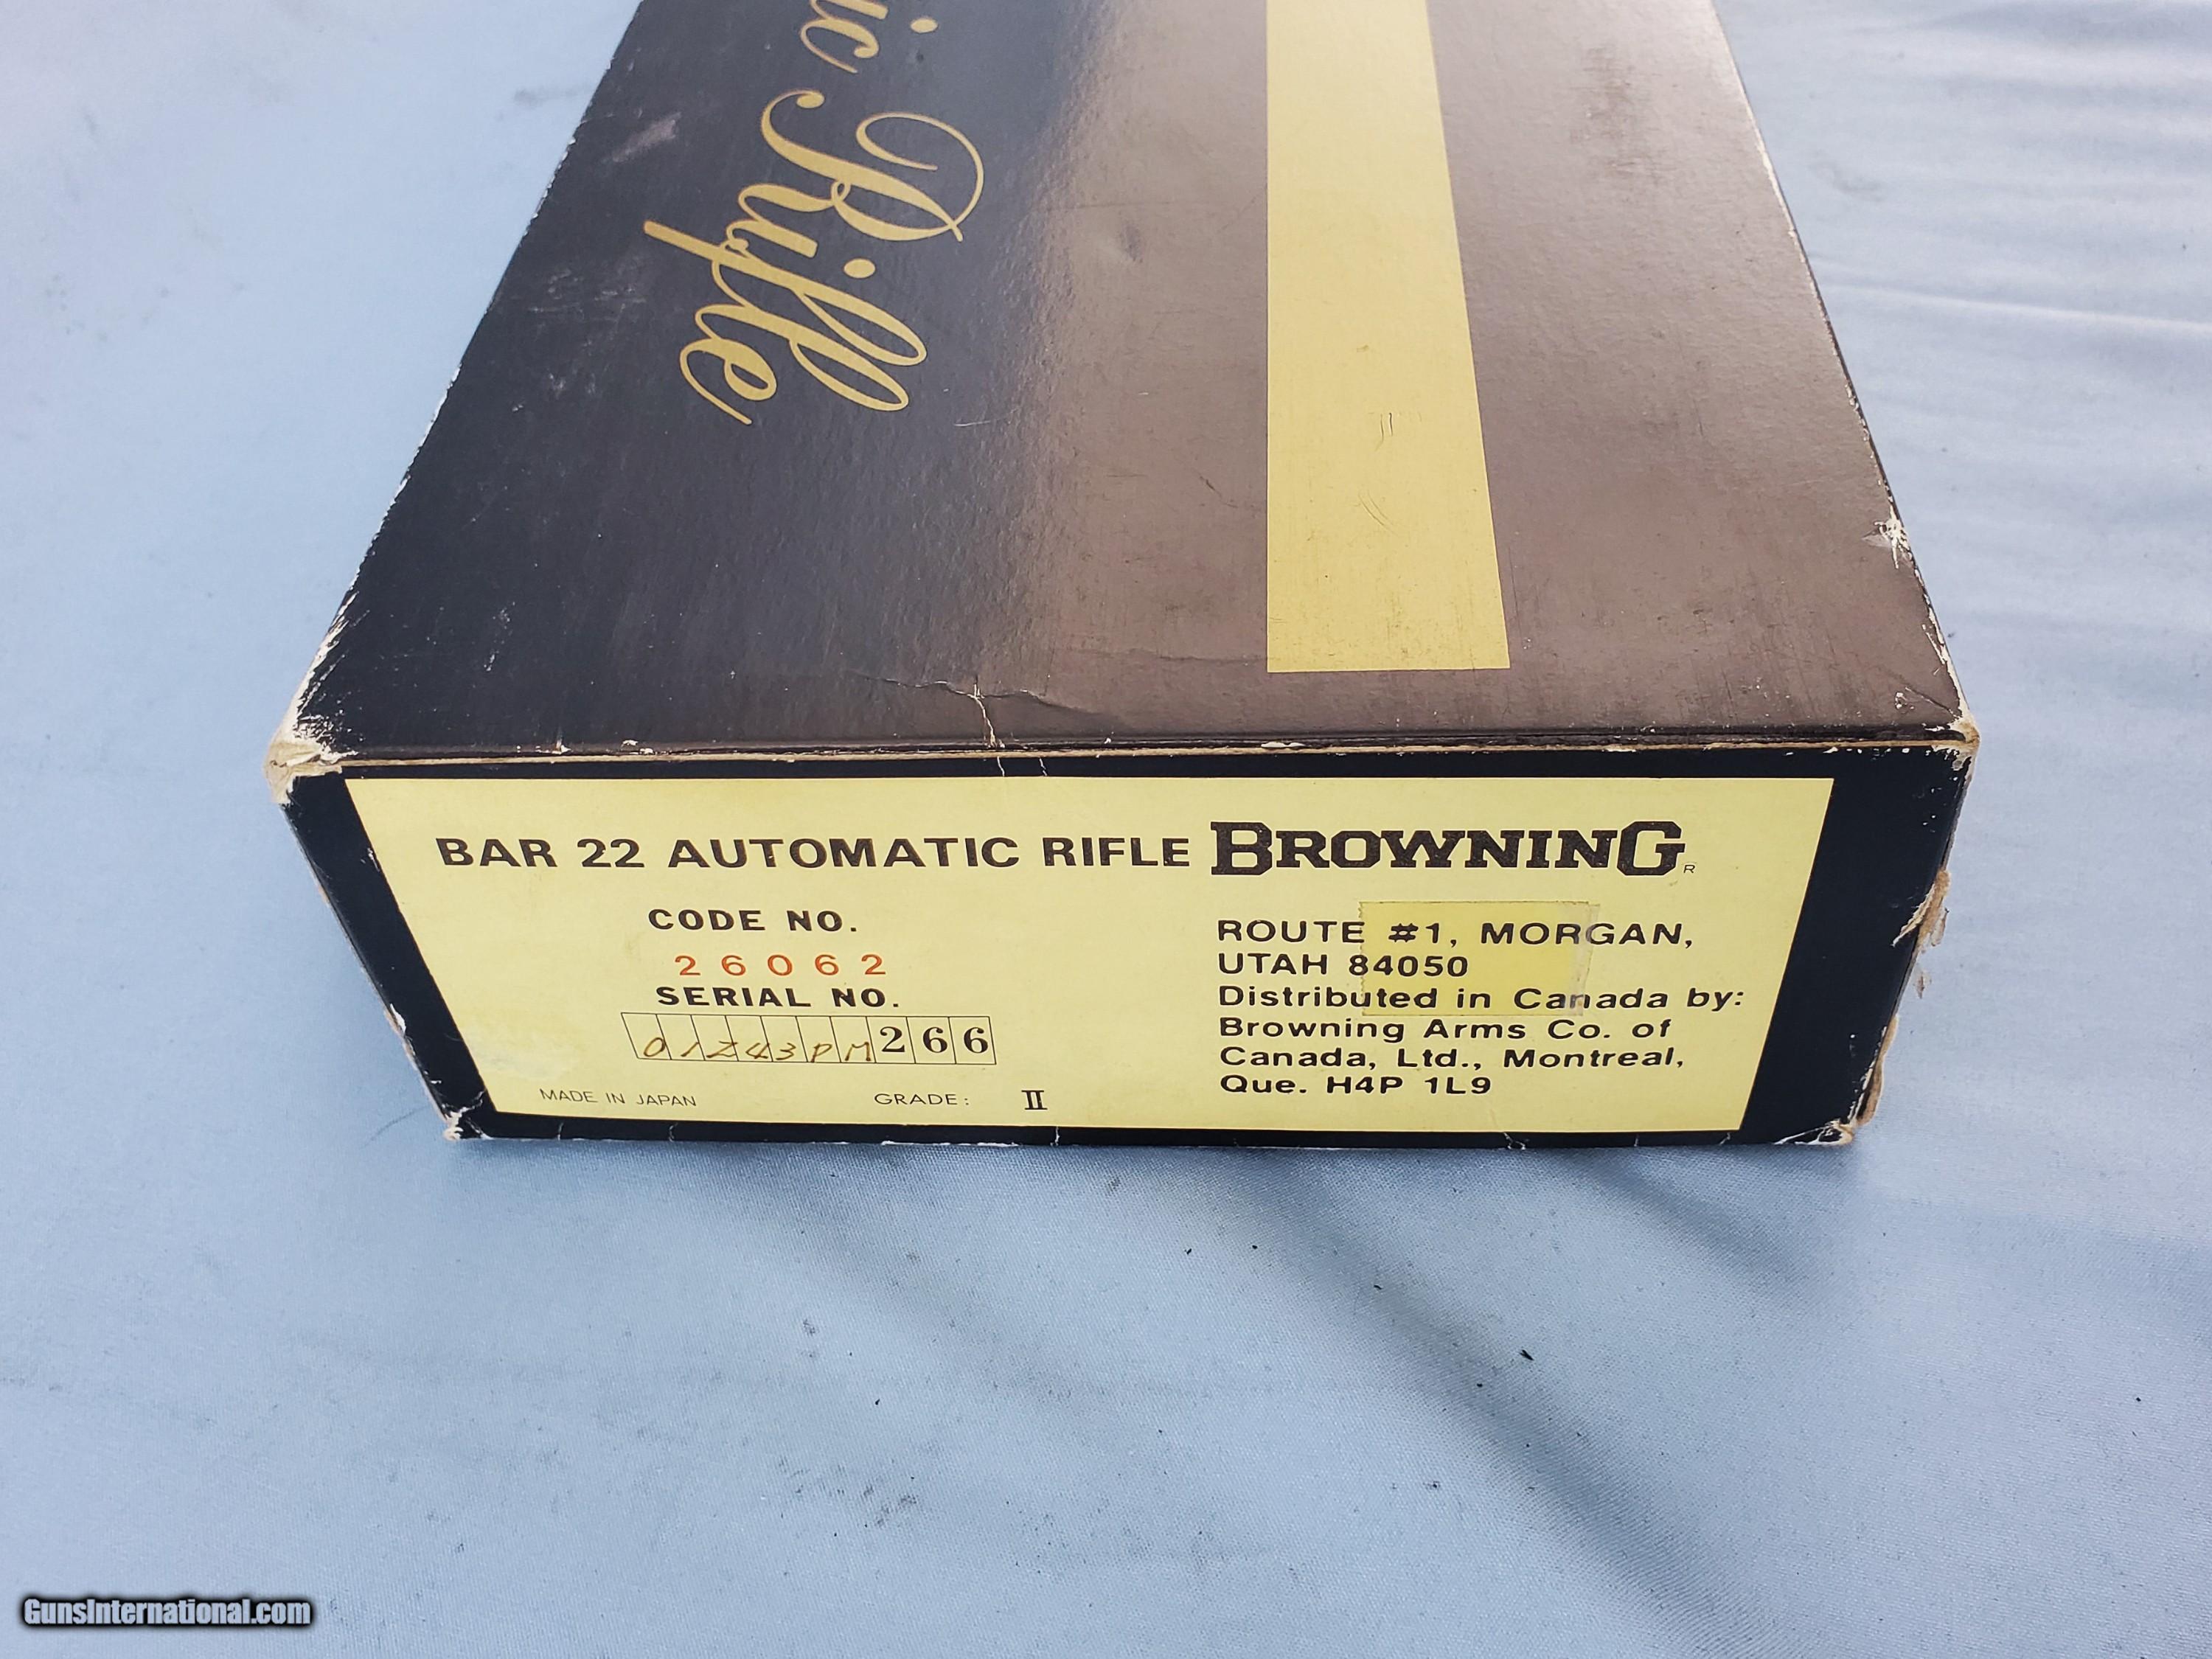 ic Rifle
BAR 22 AUTOMATIC RIFLE BROWNING®
CODE NO.
26062
SERIAL NO.
01243PM266
MADE IN JAPAN GRADE: II
ROUTE #1, MORGAN,
UTAH 84050
Distributed in Canada by:
Browning Arms Co. of
Canada, Ltd., Montreal,
Que. H4P 1L9
GunsInternational.com